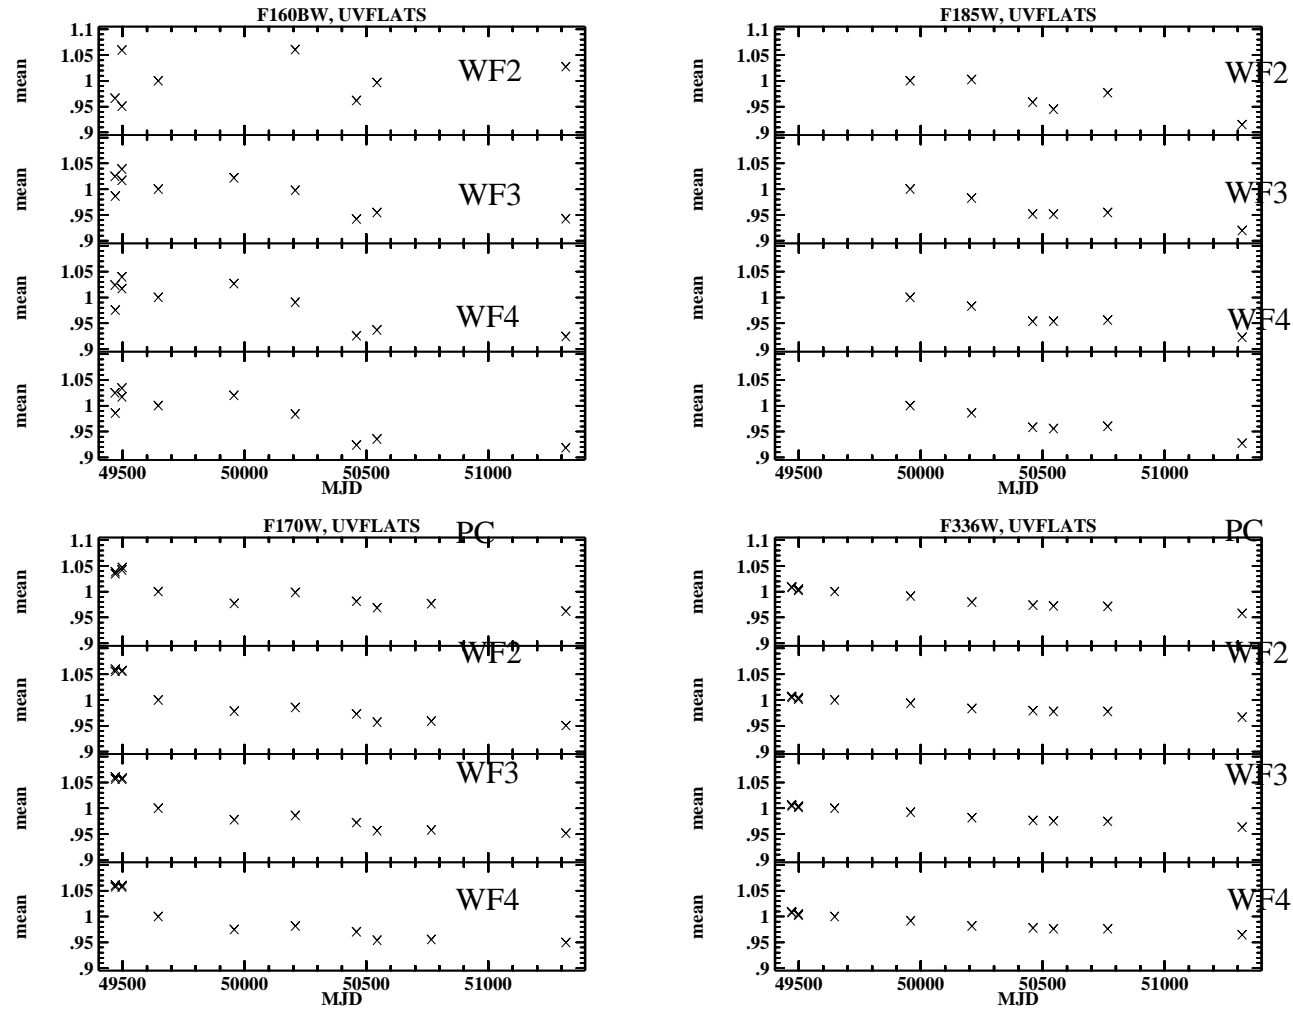 F160BW, UVFLATS
1.1
1.05
1
.95
.9
mean
WF2
1.05
1
.95
.9
mean
WF3
1.05
1
.95
.9
mean
WF4
1.05
1
.95
.9
mean
49500 50000 50500 51000
MJD
F185W, UVFLATS
1.1
1.05
1
.95
.9
mean
WF2
1.05
1
.95
.9
mean
WF3
1.05
1
.95
.9
mean
WF4
1.05
1
.95
.9
mean
49500 50000 50500 51000
MJD
F170W, UVFLATS
PC
1.1
1.05
1
.95
.9
mean
WF2
1.05
1
.95
.9
mean
WF3
1.05
1
.95
.9
mean
WF4
1.05
1
.95
.9
mean
49500 50000 50500 51000
MJD
F336W, UVFLATS
PC
1.1
1.05
1
.95
.9
mean
WF2
1.05
1
.95
.9
mean
WF3
1.05
1
.95
.9
mean
WF4
1.05
1
.95
.9
mean
49500 50000 50500 51000
MJD